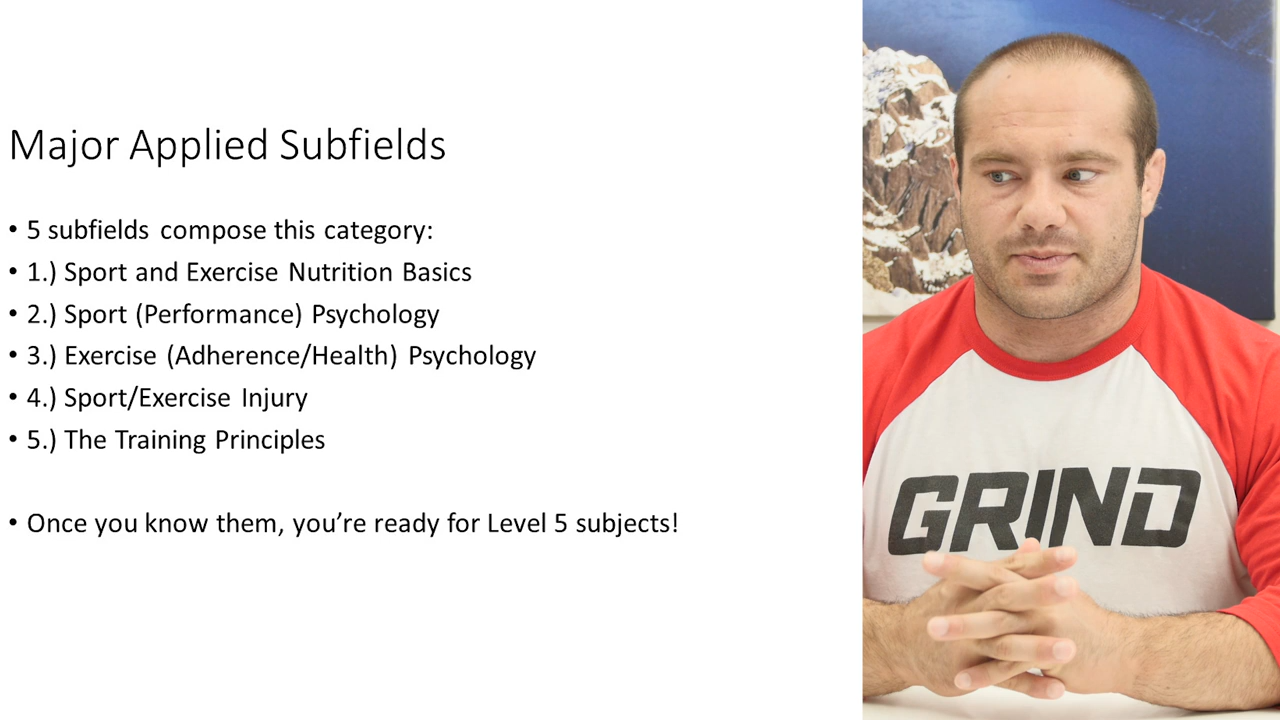 Major Applied Subfields
• 5 subfields compose this category:
• 1.) Sport and Exercise Nutrition Basics
• 2.) Sport (Performance) Psychology
• 3.) Exercise (Adherence/Health) Psychology
• 4.) Sport/Exercise Injury
• 5.) The Training Principles
• Once you know them, you’re ready for Level 5 subjects!
GRIND